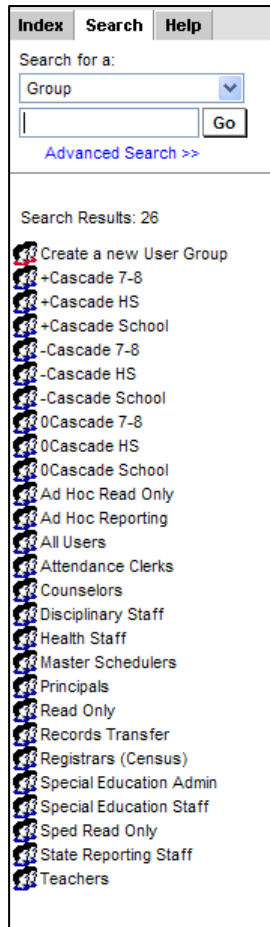 Index Search Help
Search for a:
Group
Go
Advanced Search >>
Search Results: 26
Create a new User Group
+Cascade 7-8
+Cascade HS
+Cascade School
-Cascade 7-8
-Cascade HS
-Cascade School
0Cascade 7-8
0Cascade HS
0Cascade School
Ad Hoc Read Only
Ad Hoc Reporting
All Users
Attendance Clerks
Counselors
Disciplinary Staff
Health Staff
Master Schedulers
Principals
Read Only
Records Transfer
Registrars (Census)
Special Education Admin
Special Education Staff
Sped Read Only
State Reporting Staff
Teachers